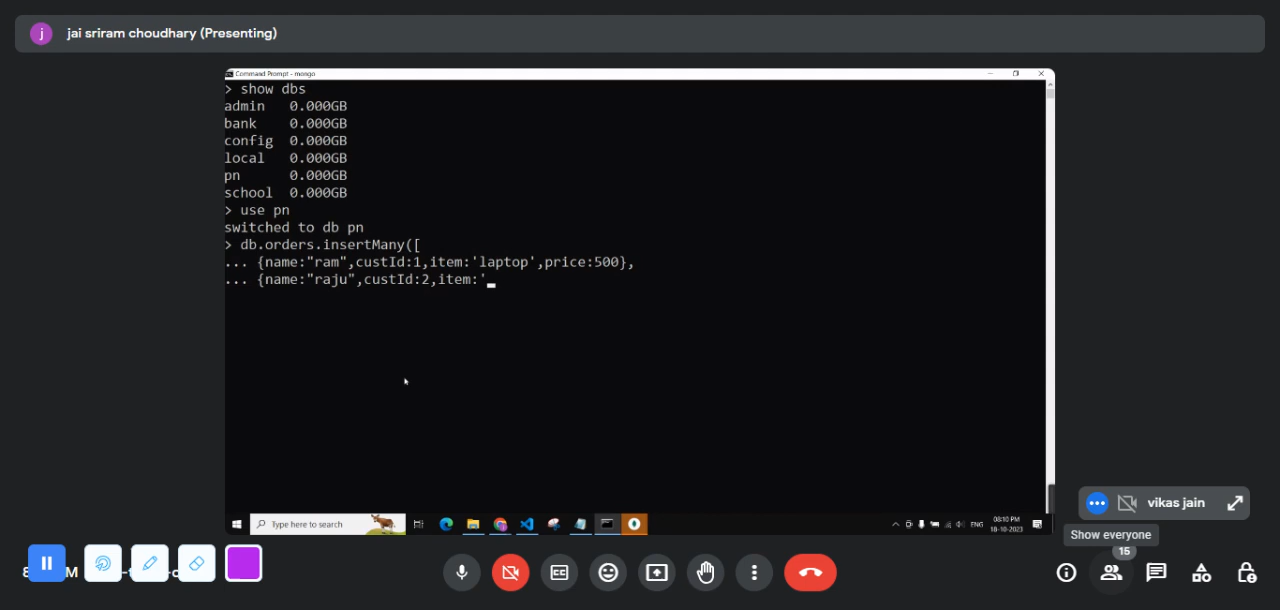 j jai sriram choudhary (Presenting)
Command Prompt - mongo
> show dbs
admin 0.000GB
bank 0.000GB
config 0.000GB
local 0.000GB
pn 0.000GB
school 0.000GB
> use pn
switched to db pn
> db.orders.insertMany([
... {name:"ram",custId:1,item:'laptop',price:500},
... {name:"raju",custId:2,item:'
Type here to search
ENG
08:10 PM
18-10-2023
vikas jain
Show everyone
15
8
M
CC